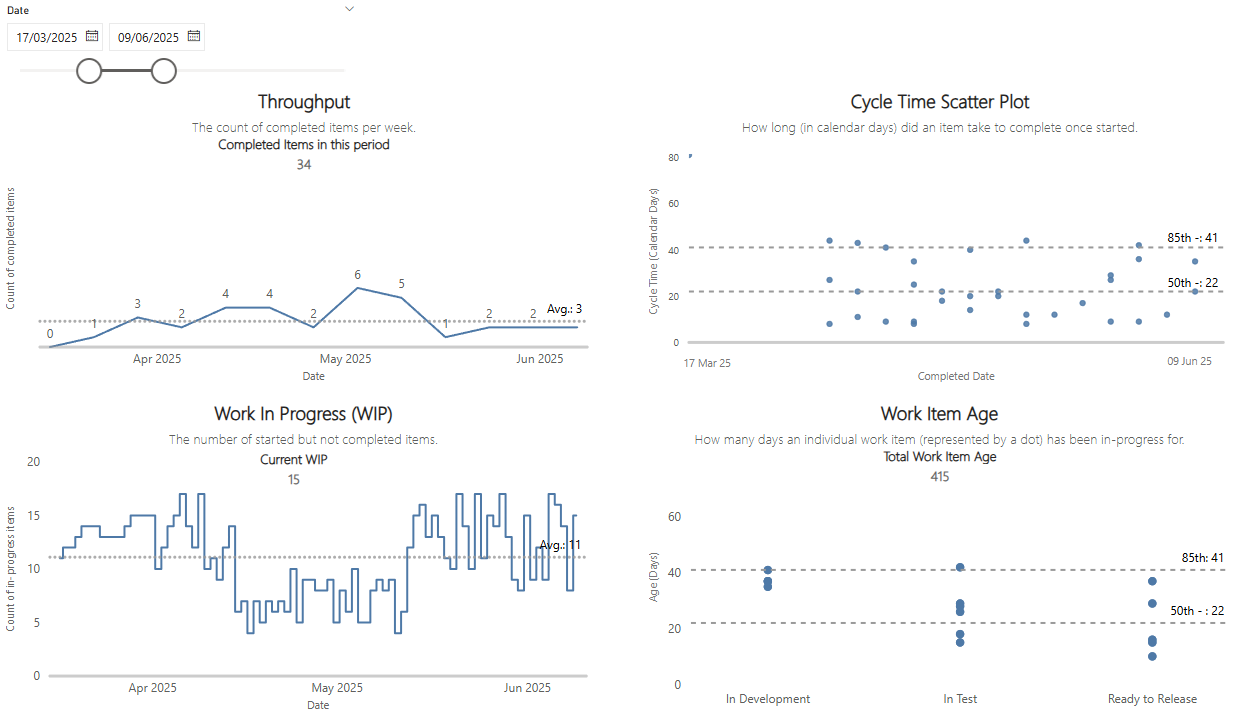 Date
17/03/2025 09/06/2025
Throughput
The count of completed items per week.
Completed Items in this period
34
Count of completed items
0 1 3 2 4 4 2 6 5 1 2 2
Avg.: 3
Apr 2025 May 2025 Jun 2025
Date
Cycle Time Scatter Plot
How long (in calendar days) did an item take to complete once started.
Cycle Time (Calendar Days)
80
60
40
20
0
85th -: 41
50th -: 22
17 Mar 25 09 Jun 25
Completed Date
Work In Progress (WIP)
The number of started but not completed items.
Current WIP
15
Count of in-progress items
20
15
10
5
0
Avg.: 11
Apr 2025 May 2025 Jun 2025
Date
Work Item Age
How many days an individual work item (represented by a dot) has been in-progress for.
Total Work Item Age
415
Age (Days)
60
40
20
0
85th: 41
50th - : 22
In Development In Test Ready to Release